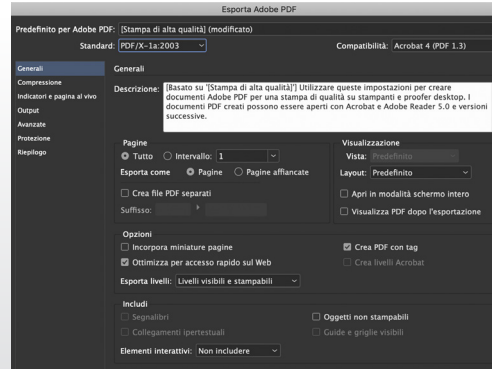 Esporta Adobe PDF
Predefinito per Adobe PDF: [Stampa di alta qualità] (modificato)
Standard: PDF/X-1a:2003
Compatibilità: Acrobat 4 (PDF 1.3)
Generali
Compressione
Indicatori e pagina al vivo
Output
Avanzate
Protezione
Riepilogo
Generali
Descrizione: [Basato su '[Stampa di alta qualità]'] Utilizzare queste impostazioni per creare
documenti Adobe PDF per una stampa di qualità su stampanti e proofer desktop. I
documenti PDF creati possono essere aperti con Acrobat e Adobe Reader 5.0 e versioni
successive.
Pagine
Tutto Intervallo: 1
Esporta come Pagine Pagine affiancate
Crea file PDF separati
Suffisso:
Visualizzazione
Vista: Predefinito
Layout: Predefinito
Apri in modalità schermo intero
Visualizza PDF dopo l'esportazione
Opzioni
Incorpora miniature pagine
Crea PDF con tag
Ottimizza per accesso rapido sul Web
Crea livelli Acrobat
Esporta livelli: Livelli visibili e stampabili
Includi
Segnalibri
Oggetti non stampabili
Collegamenti ipertestuali
Guide e griglie visibili
Elementi interattivi: Non includere